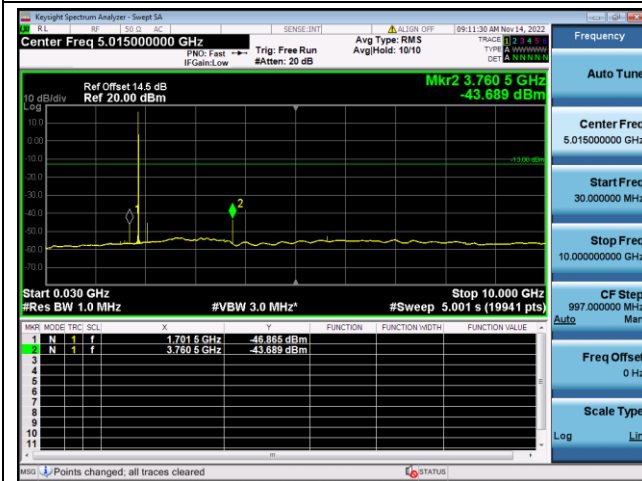 Keysight Spectrum Analyzer - Swept SA
RL RF 50 Ω AC SENSE:INT ALIGN OFF 09:11:30 AM Nov 14, 2022
Center Freq 5.015000000 GHz
PNO: Fast
IFGain:Low
Trig: Free Run
#Atten: 20 dB
Avg Type: RMS
Avg|Hold: 10/10
TRACE 1 2 3 4 5 6
TYPE A WWWWW
DET A N N N N N
Ref Offset 14.5 dB
10 dB/div Ref 20.00 dBm
Log
Mkr2 3.760 5 GHz
-43.689 dBm
10.0
0.00
-10.0
-13.00 dBm
-20.0
-30.0
-40.0
-50.0
-60.0
-70.0
1
2
Start 0.030 GHz Stop 10.000 GHz
#Res BW 1.0 MHz #VBW 3.0 MHz* #Sweep 5.001 s (19941 pts)
MKR MODE TRC SCL X Y FUNCTION FUNCTION WIDTH FUNCTION VALUE
1 N 1 f 1.701 5 GHz -46.865 dBm
2 N 1 f 3.760 5 GHz -43.689 dBm
3
4
5
6
7
8
9
10
11
MSG Points changed; all traces cleared STATUS
Frequency
Auto Tune
Center Freq
5.015000000 GHz
Start Freq
30.000000 MHz
Stop Freq
10.000000000 GHz
CF Step
997.000000 MHz
Auto Man
Freq Offset
0 Hz
Scale Type
Log Lin